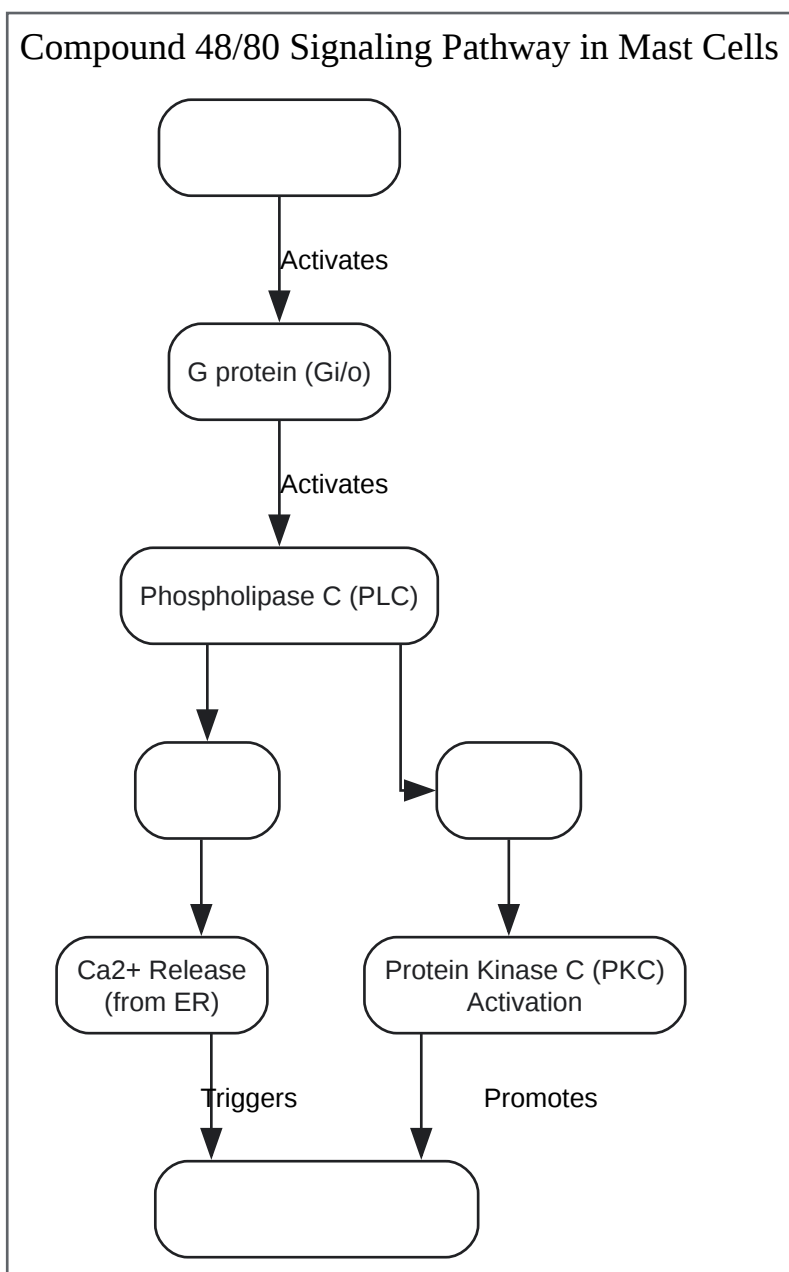 Compound 48/80 Signaling Pathway in Mast Cells
Activates
G protein (Gi/o)
Activates
Phospholipase C (PLC)
Ca2+ Release
(from ER)
Protein Kinase C (PKC)
Activation
Triggers
Promotes